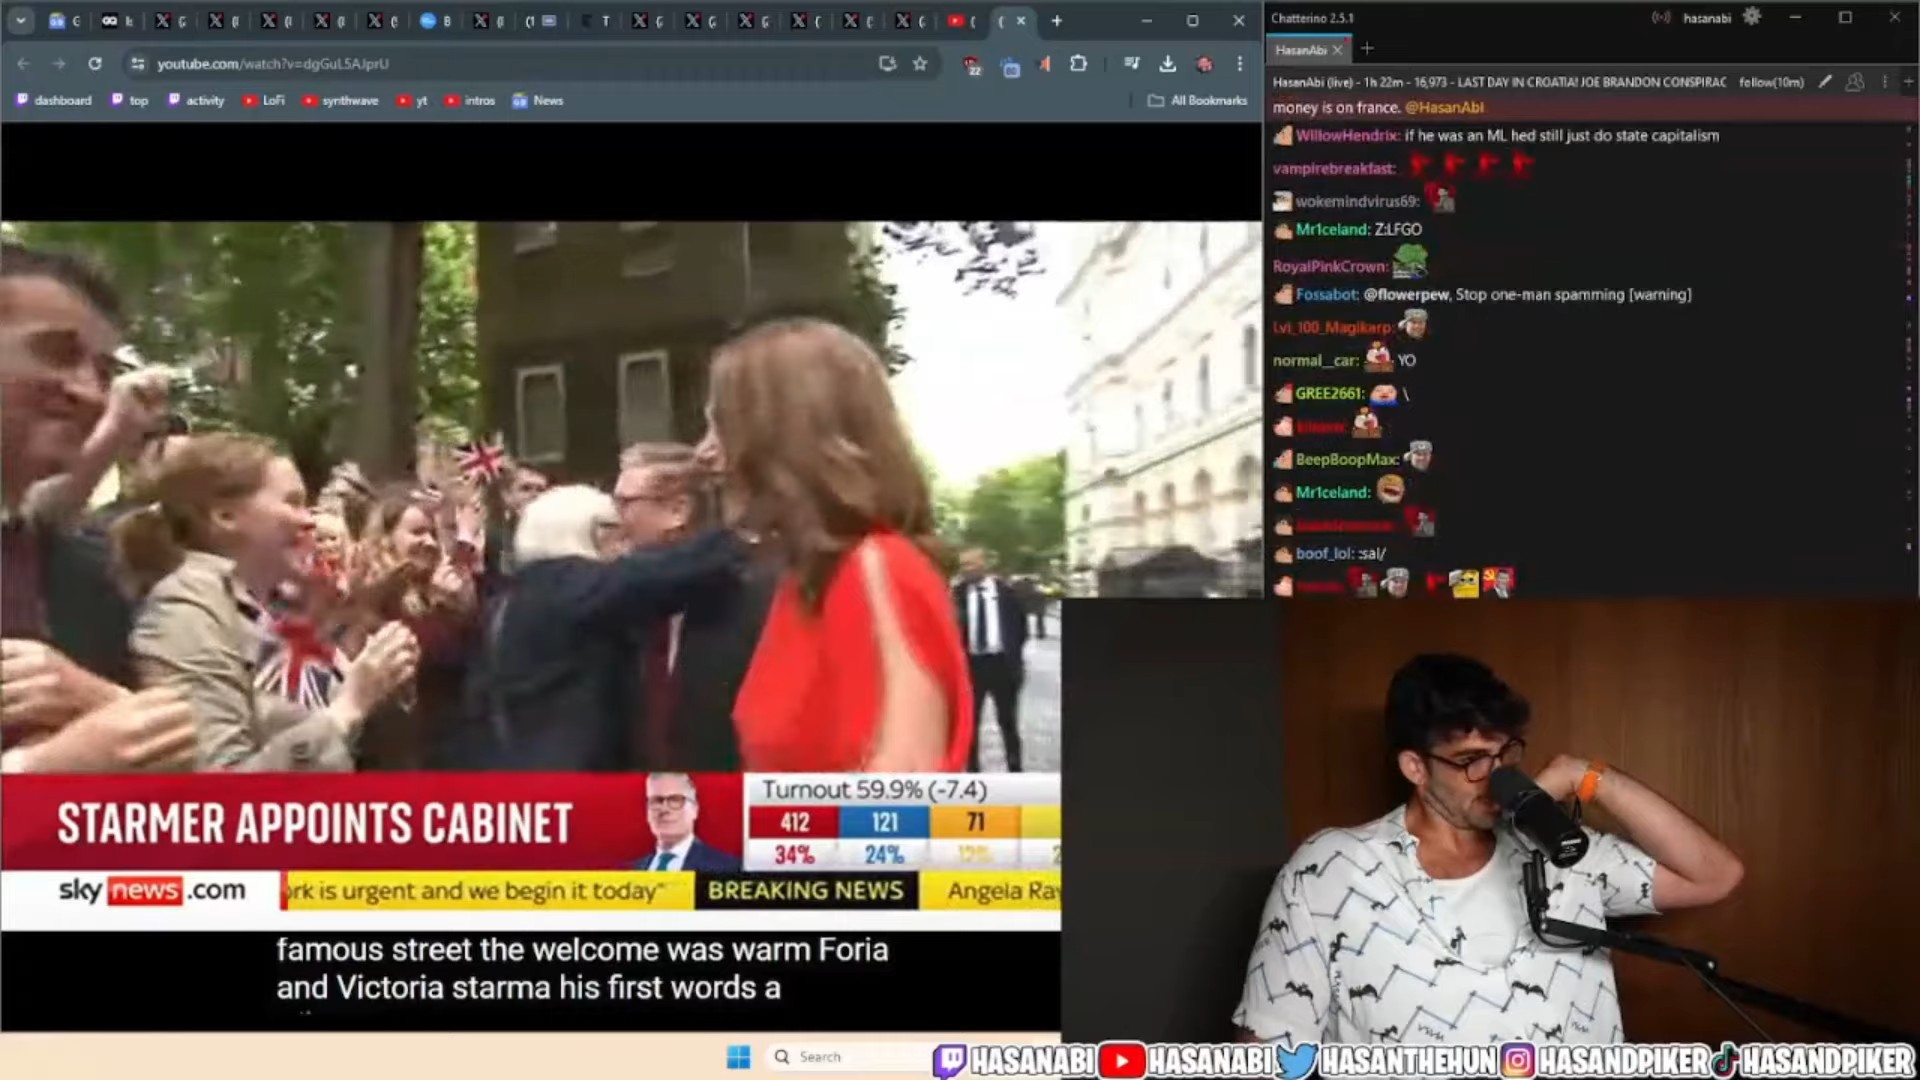 youtube.com/watch?v=dgGuL5AJprU
22
dashboard
top
activity
LoFi
synthwave
yt
intros
News
All Bookmarks
STARMER APPOINTS CABINET
Turnout 59.9% (-7.4)
412 121 71
34% 24% 12%
sky news.com
ork is urgent and we begin it today"
BREAKING NEWS
Angela Ray
famous street the welcome was warm Foria
and Victoria starma his first words a
Search
Chatterino 2.5.1
hasanabi
HasanAbi
HasanAbi (live) - 1h 22m - 16,973 - LAST DAY IN CROATIA! JOE BRANDON CONSPIRAC
fellow(10m)
money is on france. @HasanAbi
WillowHendrix: if he was an ML hed still just do state capitalism
vampirebreakfast:
wokemindvirus69:
Mr1celand: Z:LFGO
RoyalPinkCrown:
Fossabot: @flowerpew, Stop one-man spamming [warning]
Lvi_100_Magikarp:
normal__car: YO
GREE2661: \
BeepBoopMax:
Mr1celand:
boof_lol: :sal/
HASANABI
HASANABI
HASANTHEHUN
HASANDPIKER
HASANDPIKER